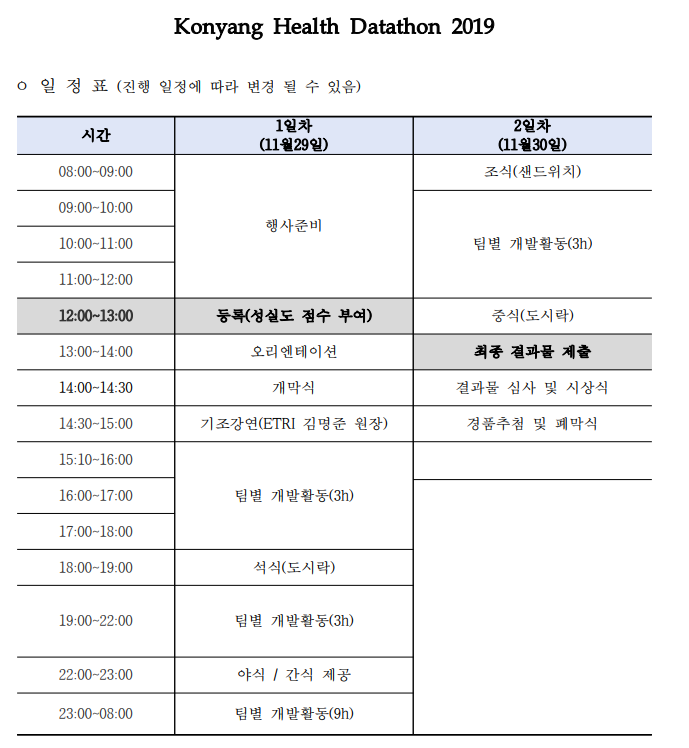 Konyang Health Datathon 2019
ㅇ 일 정 표 (진행 일정에 따라 변경 될 수 있음)
시간
1일차
(11월29일)
2일차
(11월30일)
08:00~09:00
행사준비
조식(샌드위치)
09:00~10:00
10:00~11:00
팀별 개발활동(3h)
11:00~12:00
12:00~13:00
등록(성실도 점수 부여)
중식(도시락)
13:00~14:00
오리엔테이션
최종 결과물 제출
14:00~14:30
개막식
결과물 심사 및 시상식
14:30~15:00
기조강연(ETRI 김명준 원장)
경품추첨 및 폐막식
15:10~16:00
16:00~17:00
팀별 개발활동(3h)
17:00~18:00
18:00~19:00
석식(도시락)
19:00~22:00
팀별 개발활동(3h)
22:00~23:00
야식 / 간식 제공
23:00~08:00
팀별 개발활동(9h)